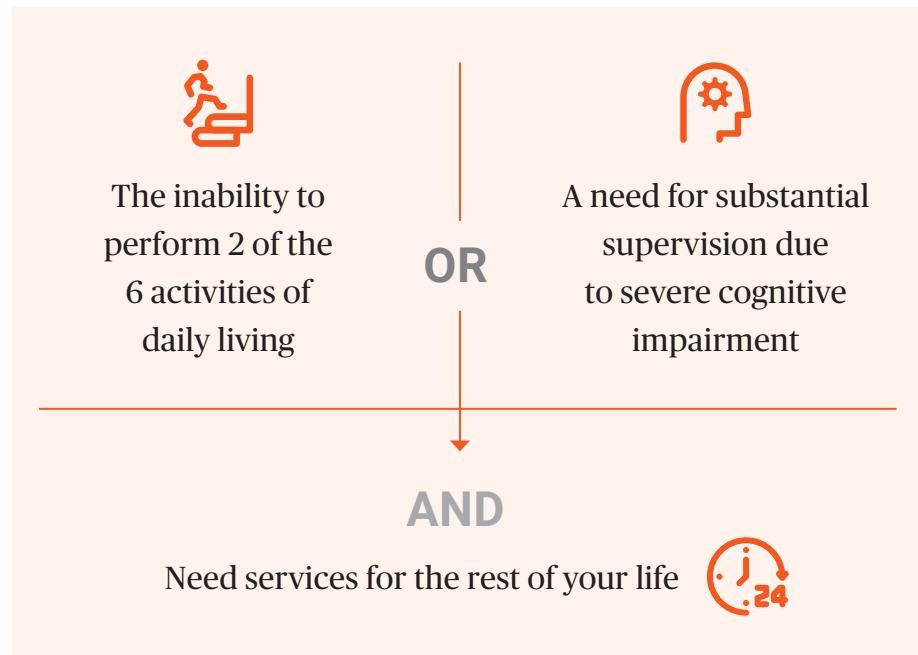 The inability to
perform 2 of the
6 activities of
daily living
OR
A need for substantial
supervision due
to severe cognitive
impairment
AND
Need services for the rest of your life
24